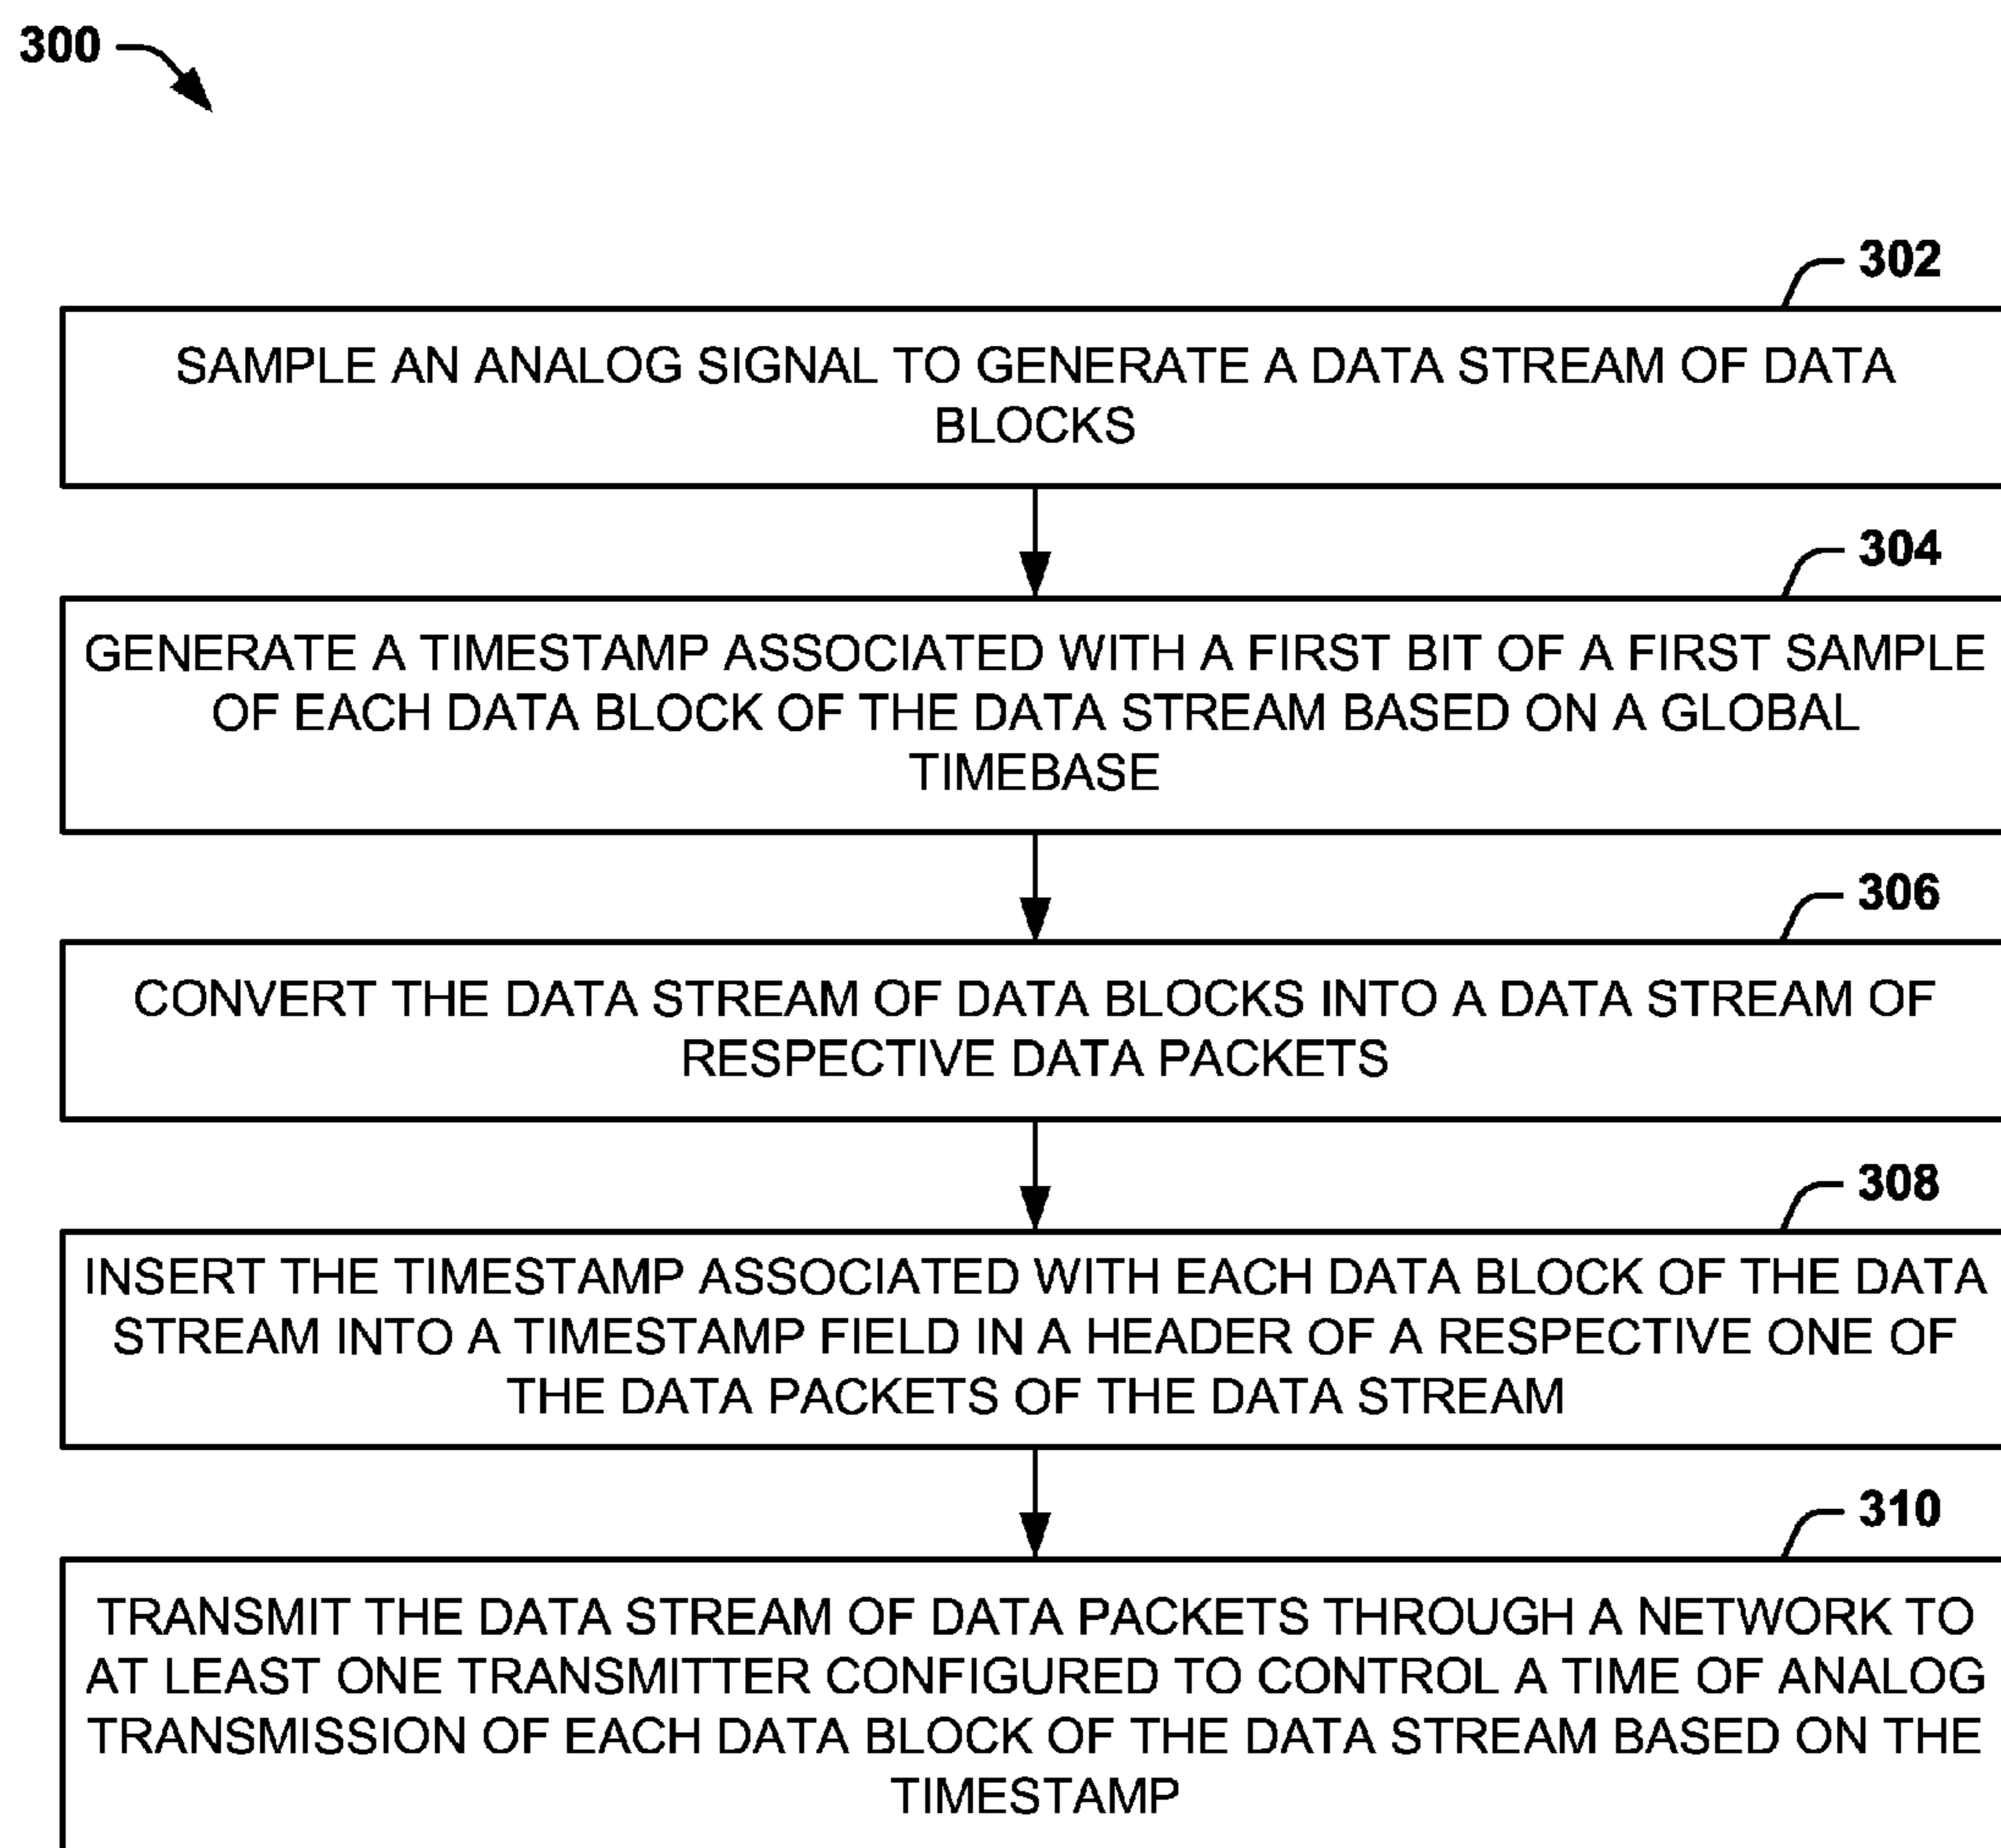 300
302
SAMPLE AN ANALOG SIGNAL TO GENERATE A DATA STREAM OF DATA
BLOCKS
304
GENERATE A TIMESTAMP ASSOCIATED WITH A FIRST BIT OF A FIRST SAMPLE
OF EACH DATA BLOCK OF THE DATA STREAM BASED ON A GLOBAL
TIMEBASE
306
CONVERT THE DATA STREAM OF DATA BLOCKS INTO A DATA STREAM OF
RESPECTIVE DATA PACKETS
308
INSERT THE TIMESTAMP ASSOCIATED WITH EACH DATA BLOCK OF THE DATA
STREAM INTO A TIMESTAMP FIELD IN A HEADER OF A RESPECTIVE ONE OF
THE DATA PACKETS OF THE DATA STREAM
310
TRANSMIT THE DATA STREAM OF DATA PACKETS THROUGH A NETWORK TO
AT LEAST ONE TRANSMITTER CONFIGURED TO CONTROL A TIME OF ANALOG
TRANSMISSION OF EACH DATA BLOCK OF THE DATA STREAM BASED ON THE
TIMESTAMP